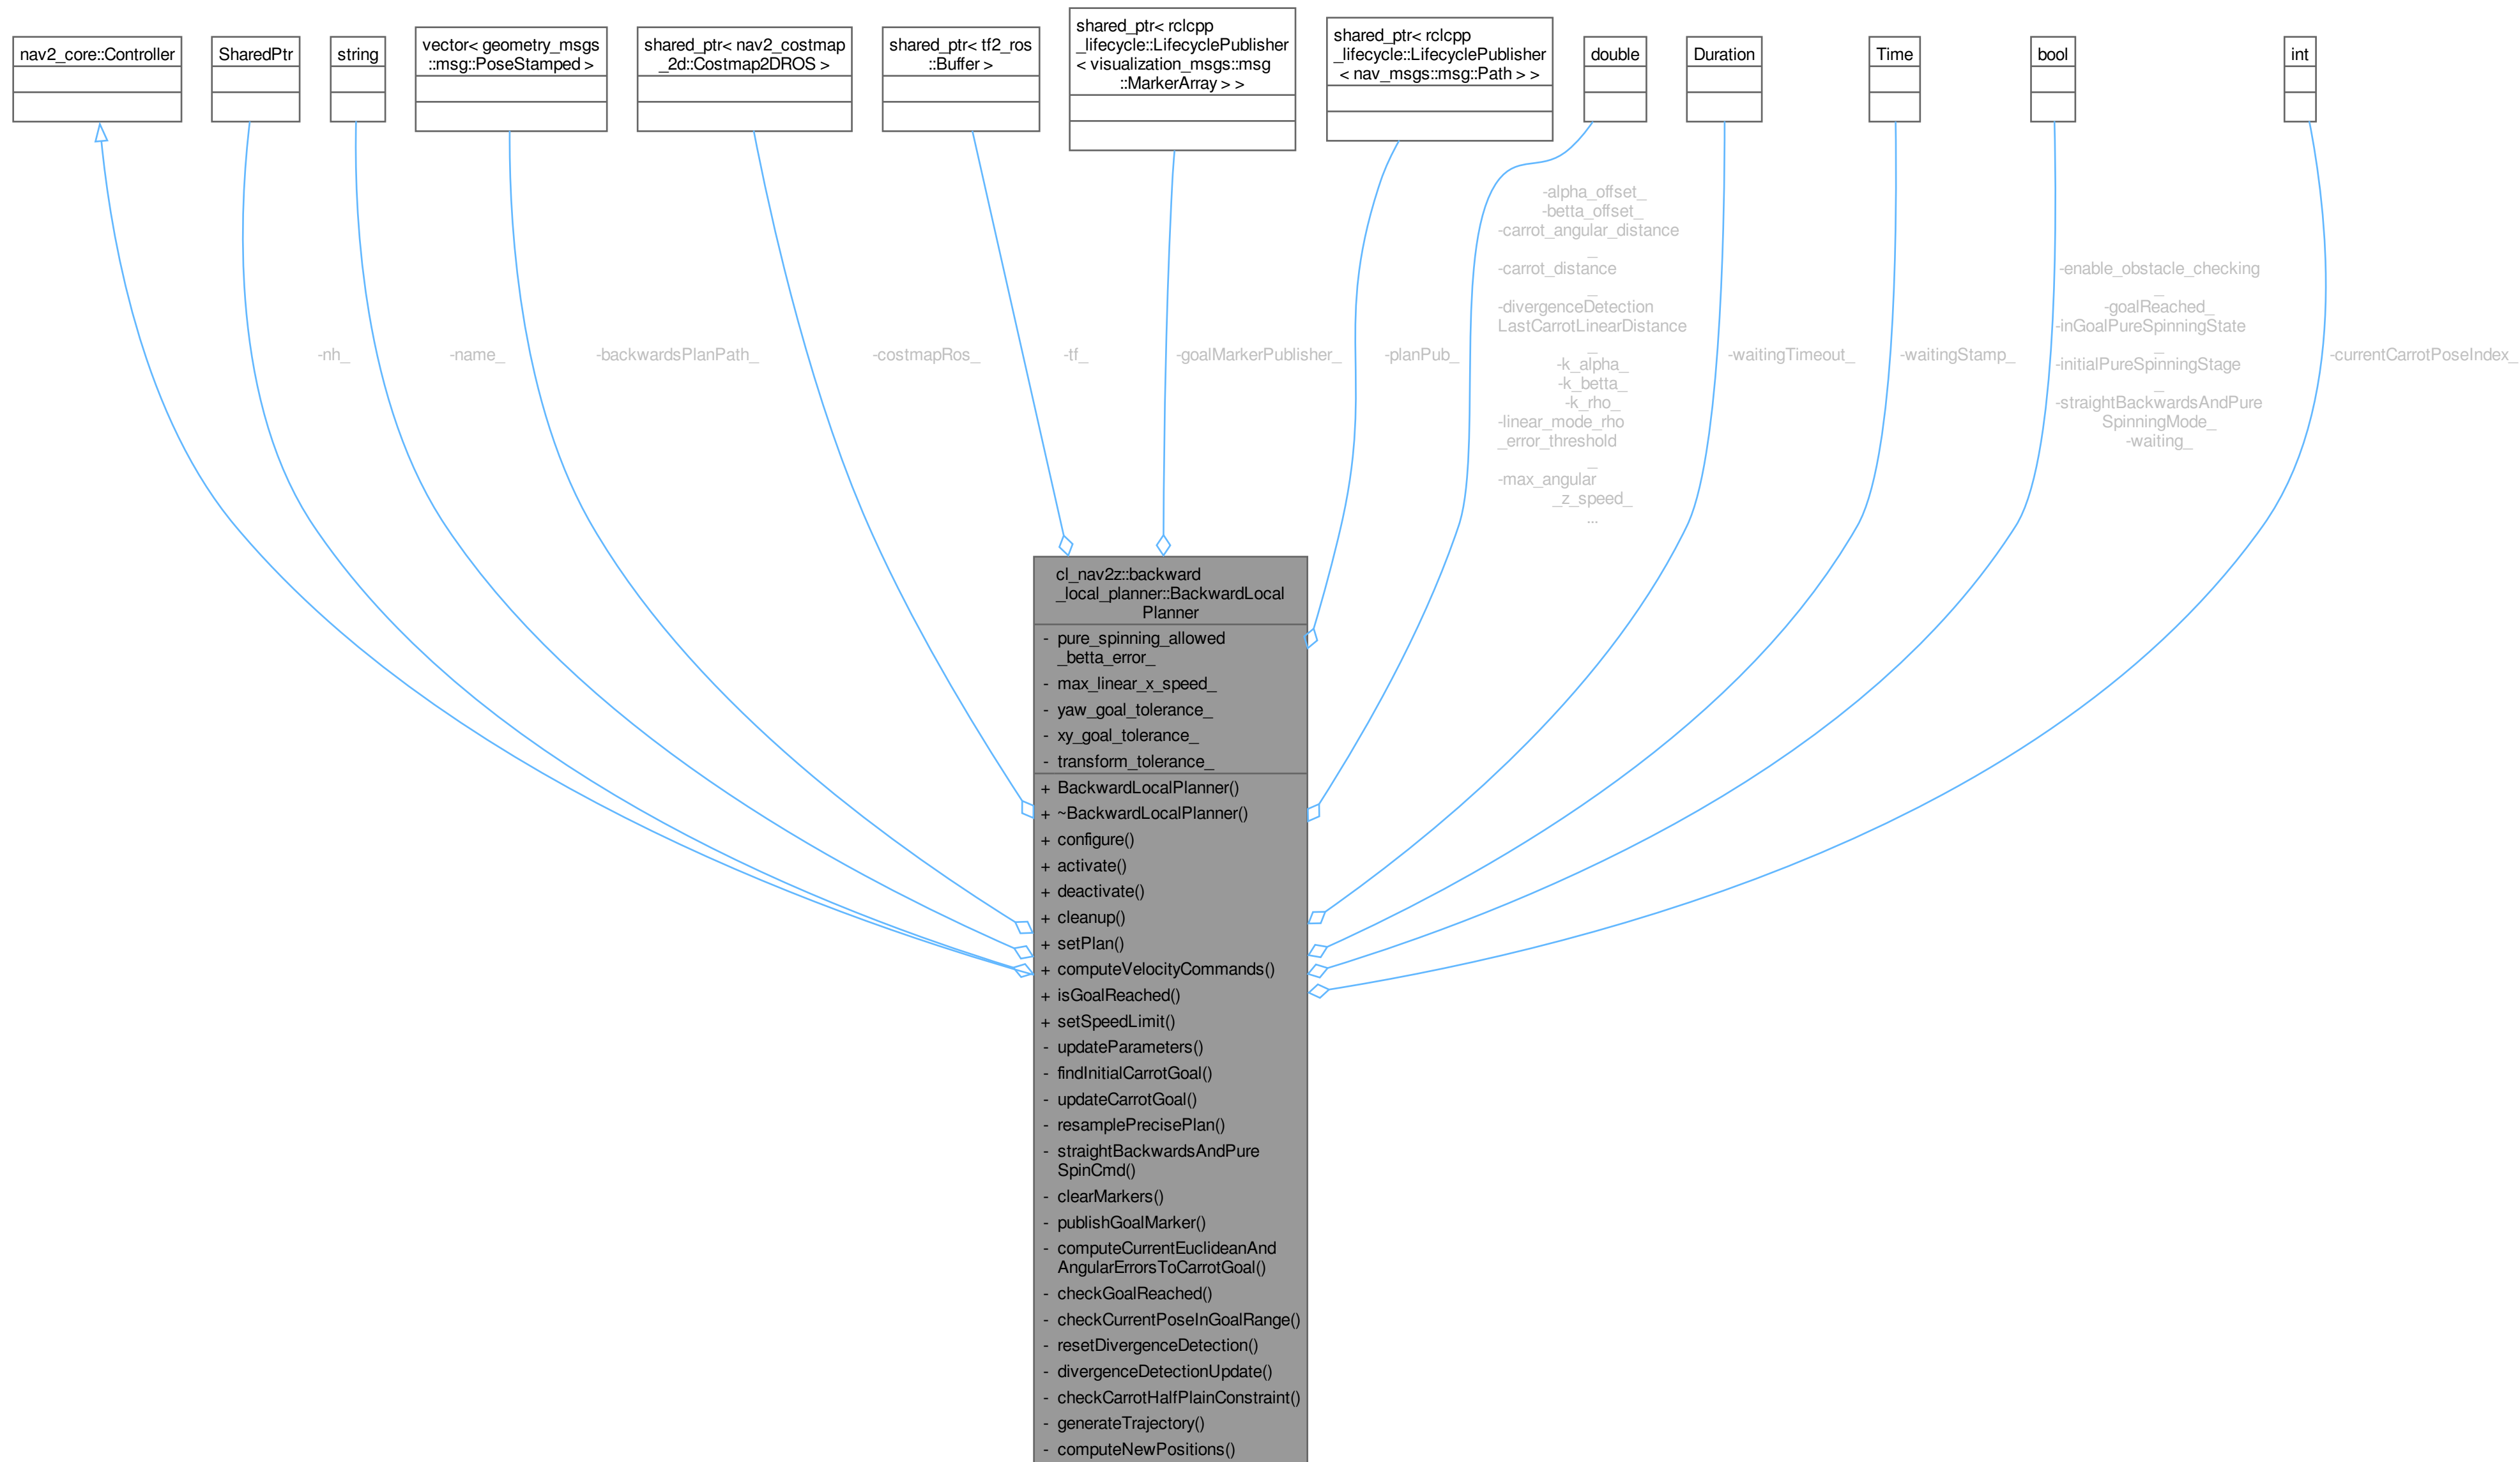 nav2_core::Controller
SharedPtr
string
vector< geometry_msgs
::msg::PoseStamped >
shared_ptr< nav2_costmap
_2d::Costmap2DROS >
shared_ptr< tf2_ros
::Buffer >
shared_ptr< rclcpp
_lifecycle::LifecyclePublisher
< visualization_msgs::msg
::MarkerArray > >
shared_ptr< rclcpp
_lifecycle::LifecyclePublisher
< nav_msgs::msg::Path > >
double
Duration
Time
bool
int
-nh_
-name_
-backwardsPlanPath_
-costmapRos_
-tf_
-goalMarkerPublisher_
-planPub_
-alpha_offset_
-betta_offset_
-carrot_angular_distance
_
-carrot_distance
_
-divergenceDetection
LastCarrotLinearDistance
_
-k_alpha_
-k_betta_
-k_rho_
-linear_mode_rho
_error_threshold
_
-max_angular
_z_speed_
...
-waitingTimeout_
-waitingStamp_
-enable_obstacle_checking
_
-goalReached_
-inGoalPureSpinningState
_
-initialPureSpinningStage
_
-straightBackwardsAndPure
SpinningMode_
-waiting_
-currentCarrotPoseIndex_
cl_nav2z::backward
_local_planner::BackwardLocal
Planner
- pure_spinning_allowed
_betta_error_
- max_linear_x_speed_
- yaw_goal_tolerance_
- xy_goal_tolerance_
- transform_tolerance_
+ BackwardLocalPlanner()
+ ~BackwardLocalPlanner()
+ configure()
+ activate()
+ deactivate()
+ cleanup()
+ setPlan()
+ computeVelocityCommands()
+ isGoalReached()
+ setSpeedLimit()
- updateParameters()
- findInitialCarrotGoal()
- updateCarrotGoal()
- resamplePrecisePlan()
- straightBackwardsAndPure
SpinCmd()
- clearMarkers()
- publishGoalMarker()
- computeCurrentEuclideanAnd
AngularErrorsToCarrotGoal()
- checkGoalReached()
- checkCurrentPoseInGoalRange()
- resetDivergenceDetection()
- divergenceDetectionUpdate()
- checkCarrotHalfPlainConstraint()
- generateTrajectory()
- computeNewPositions()